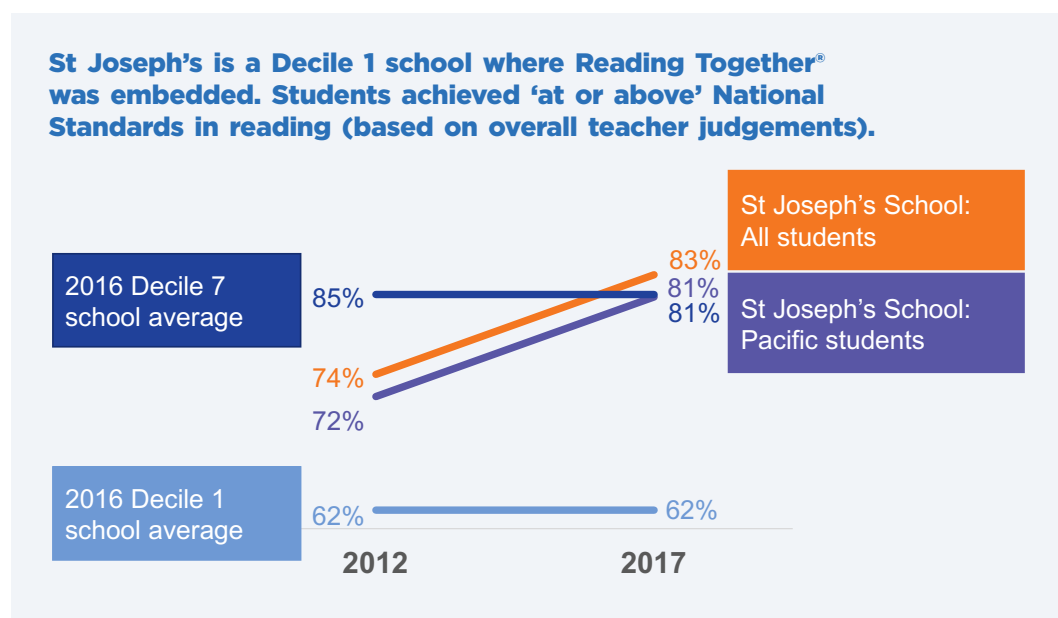 St Joseph’s is a Decile 1 school where Reading Together®
was embedded. Students achieved ‘at or above’ National
Standards in reading (based on overall teacher judgements).
St Joseph’s School:
All students
83%
2016 Decile 7
school average
85%
81%
81%
St Joseph’s School:
Pacific students
74%
72%
2016 Decile 1
school average
62%
62%
2012
2017